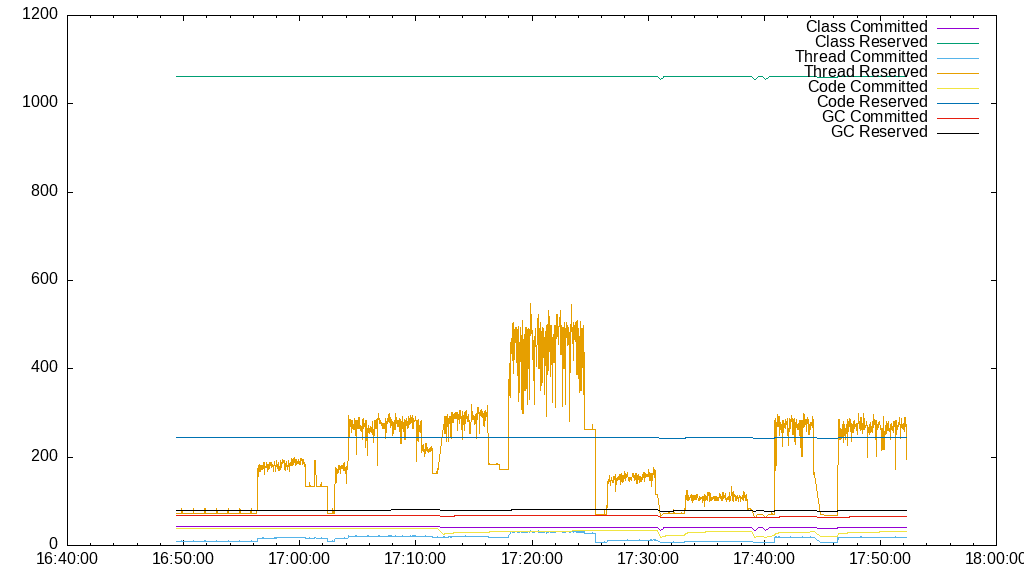 1200
1000
800
600
400
200
0
Class Committed
Class Reserved
Thread Committed
Thread Reserved
Code Committed
Code Reserved
GC Committed
GC Reserved
16:40:00 16:50:00 17:00:00 17:10:00 17:20:00 17:30:00 17:40:00 17:50:00 18:00:00